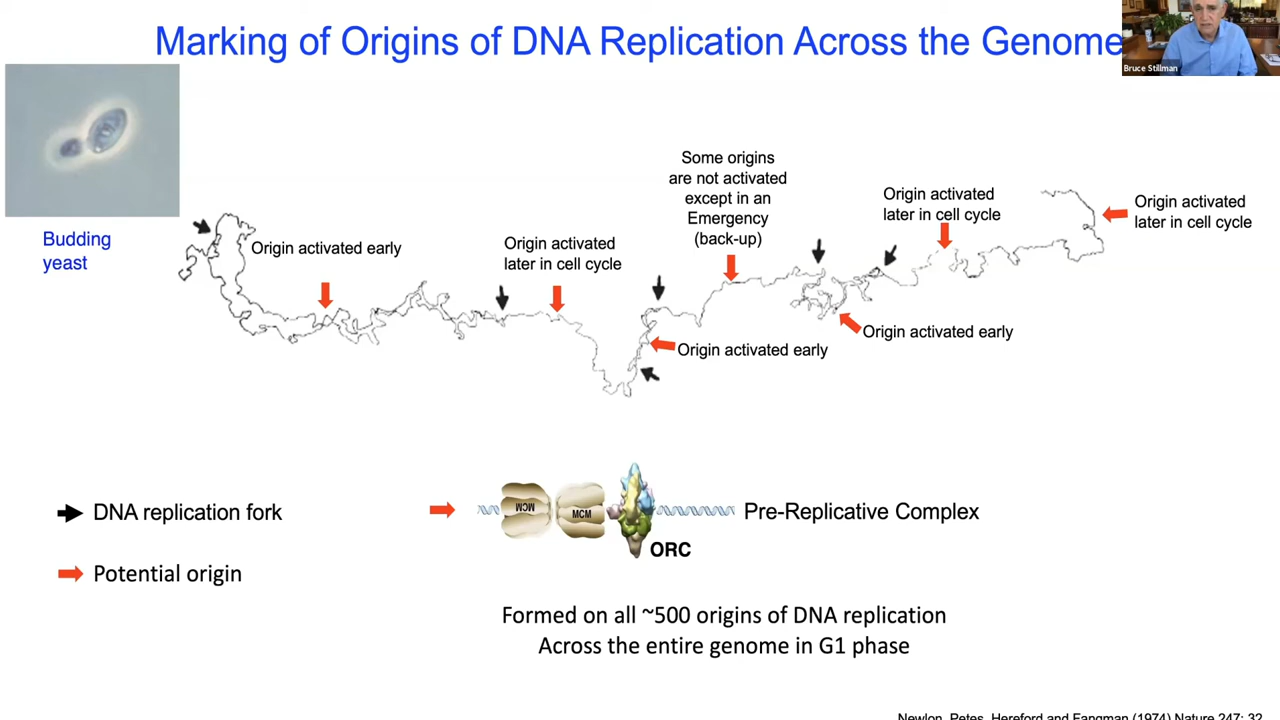 Marking of Origins of DNA Replication Across the Genome
Bruce Stillman
Budding
yeast
Origin activated early
Origin activated
later in cell cycle
Some origins
are not activated
except in an
Emergency
(back-up)
Origin activated
later in cell cycle
Origin activated
later in cell cycle
Origin activated early
Origin activated early
DNA replication fork
Potential origin
MCM
MCM
ORC
Pre-Replicative Complex
Formed on all ~500 origins of DNA replication
Across the entire genome in G1 phase
Newlon, Petes, Hereford and Fangman (1974) Nature 247: 32